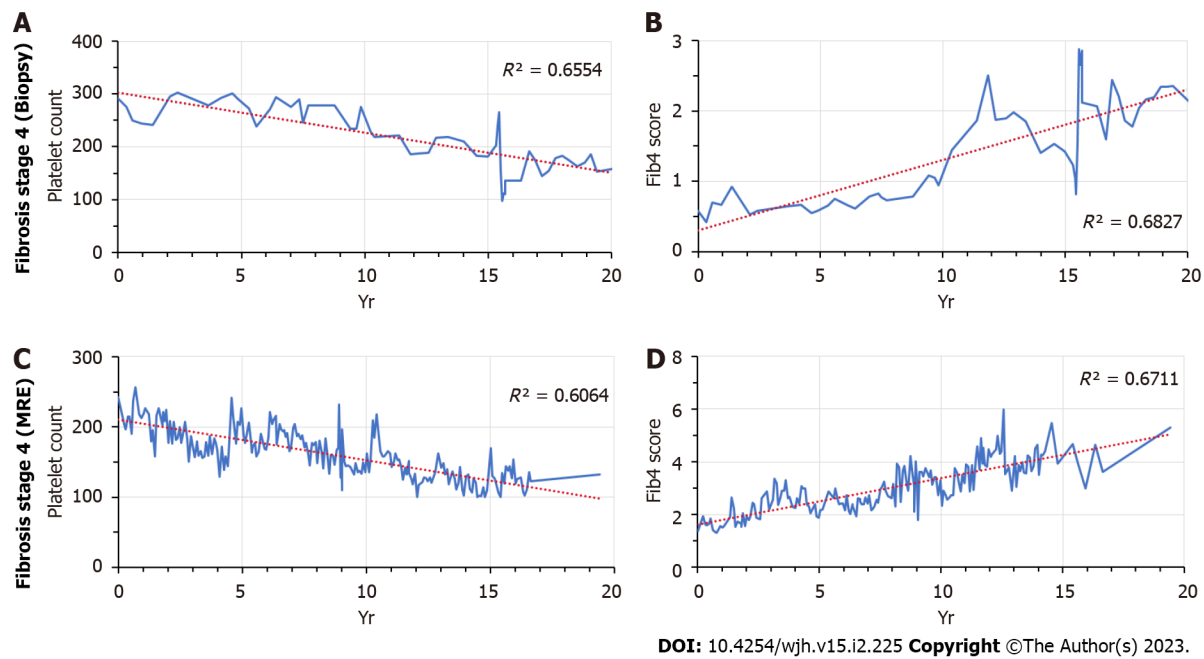 A
Fibrosis stage 4 (Biopsy)
Platelet count
400
300
200
100
0
R² = 0.6554
0 5 10 15 20
Yr
B
Fib4 score
3
2
1
0
R² = 0.6827
0 5 10 15 20
Yr
C
Fibrosis stage 4 (MRE)
Platelet count
300
200
100
0
R² = 0.6064
0 5 10 15 20
Yr
D
Fib4 score
8
6
4
2
0
R² = 0.6711
0 5 10 15 20
Yr
DOI: 10.4254/wjh.v15.i2.225 Copyright ©The Author(s) 2023.